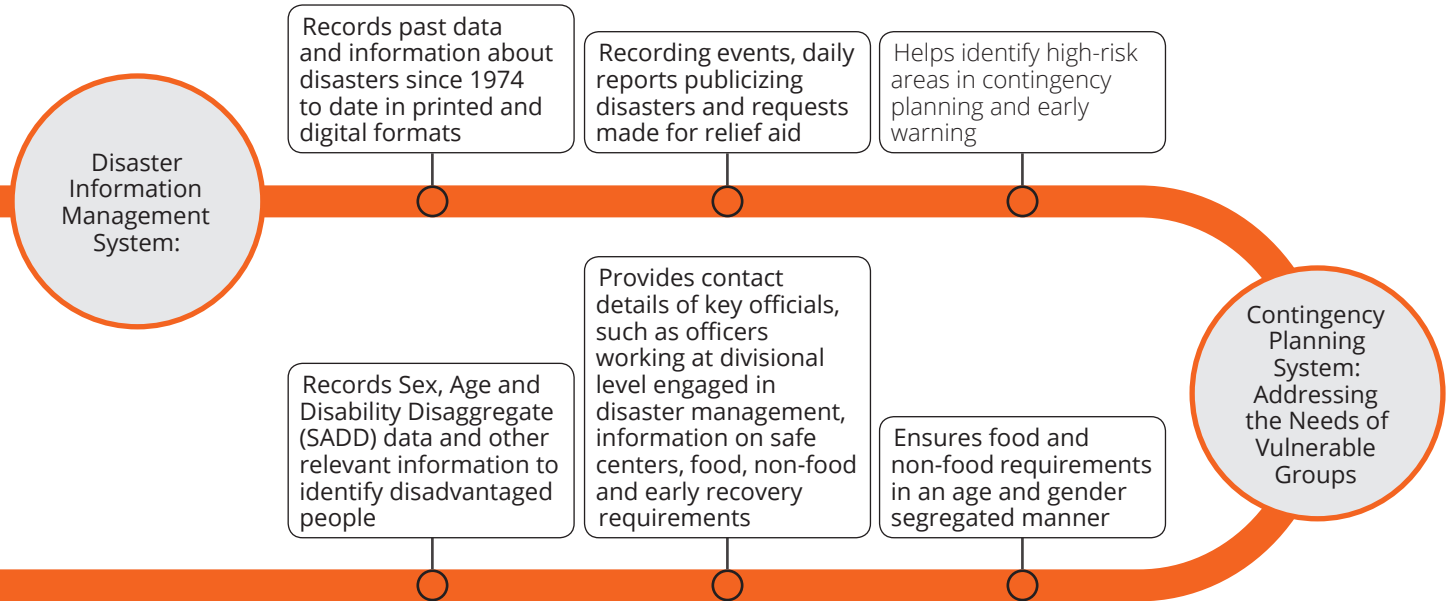 Disaster
Information
Management
System:
Records past data
and information about
disasters since 1974
to date in printed and
digital formats
Recording events, daily
reports publicizing
disasters and requests
made for relief aid
Helps identify high-risk
areas in contingency
planning and early
warning
Contingency
Planning
System:
Addressing
the Needs of
Vulnerable
Groups
Ensures food and
non-food requirements
in an age and gender
segregated manner
Provides contact
details of key officials,
such as officers
working at divisional
level engaged in
disaster management,
information on safe
centers, food, non-food
and early recovery
requirements
Records Sex, Age and
Disability Disaggregate
(SADD) data and other
relevant information to
identify disadvantaged
people